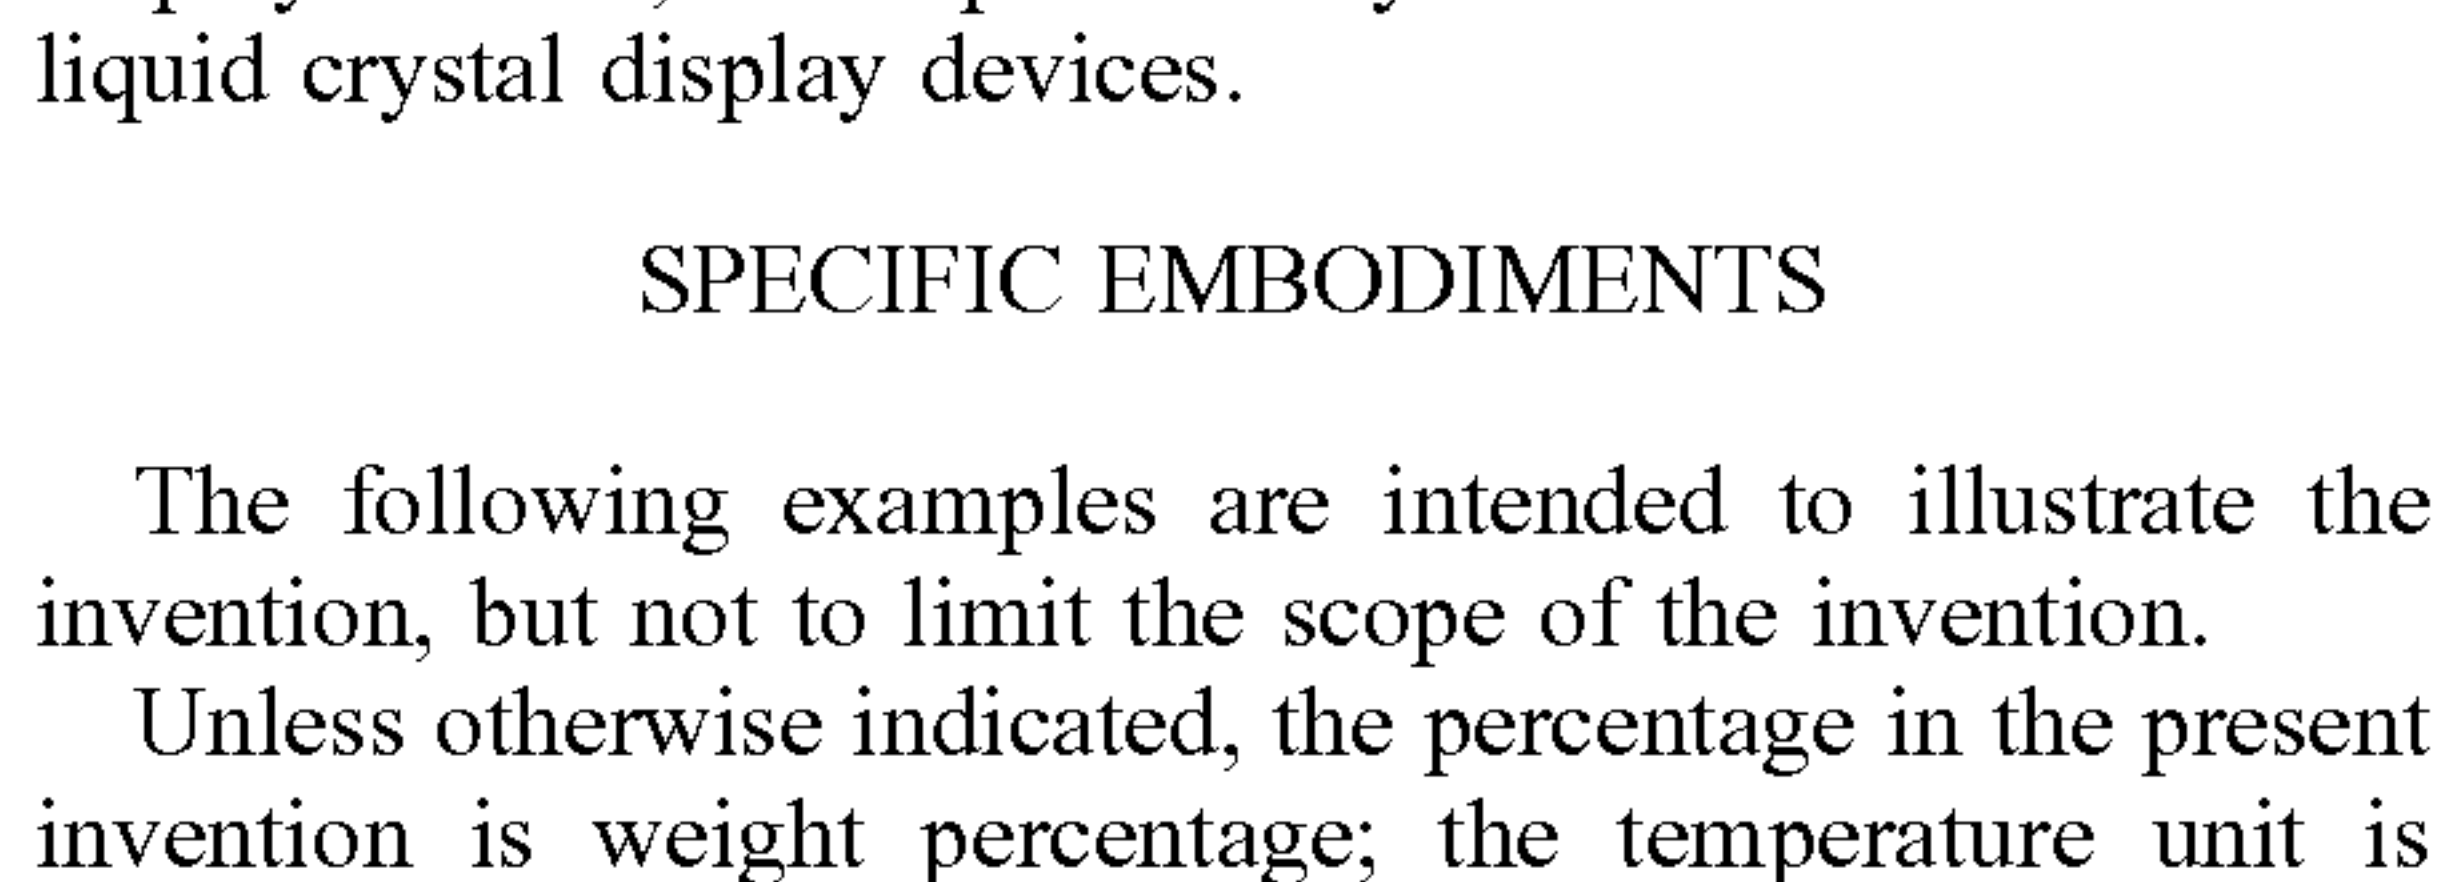 liquid crystal display devices.
SPECIFIC EMBODIMENTS
The following examples are intended to illustrate the
invention, but not to limit the scope of the invention.
Unless otherwise indicated, the percentage in the present
invention is weight percentage; the temperature unit is